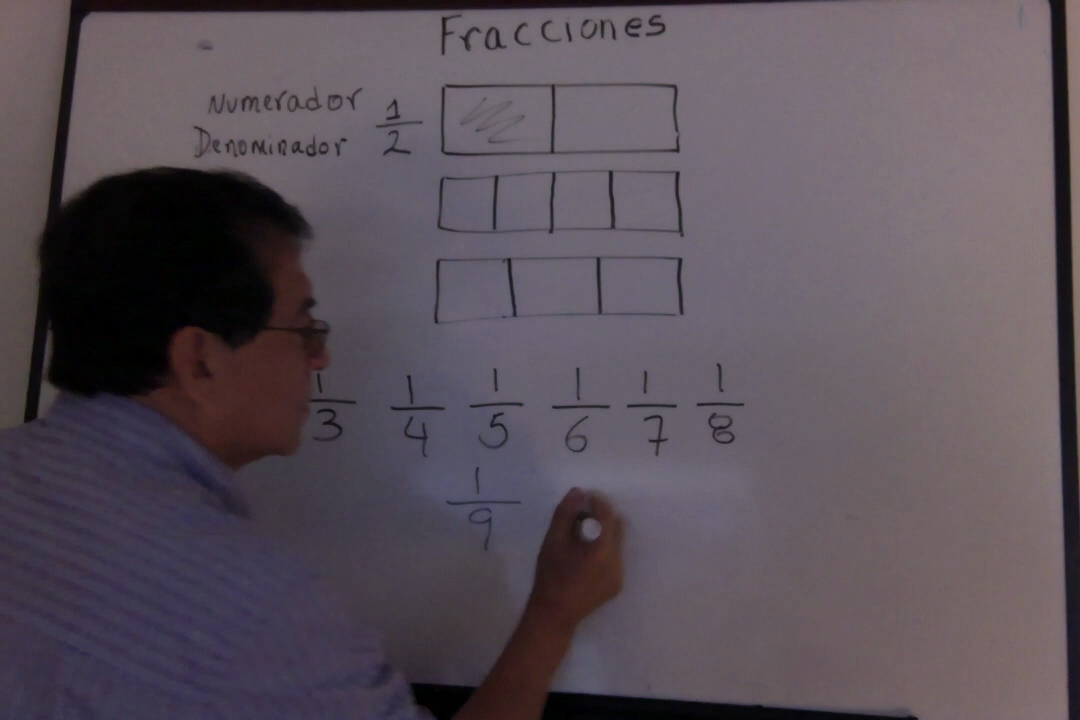 Fracciones
Numerador 1
Denominador 2
1 1 1 1 1 1
3 4 5 6 7 8
1
9